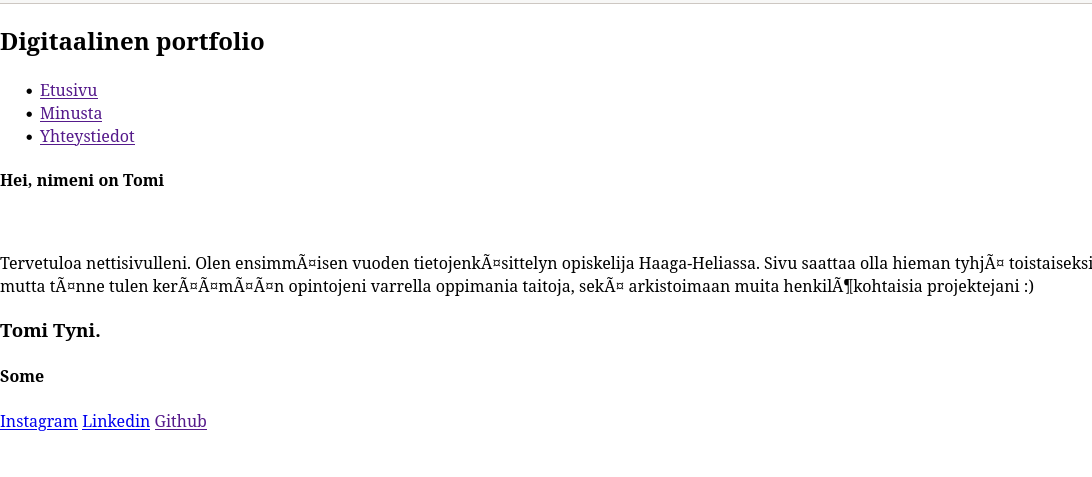 Digitaalinen portfolio
Etusivu
Minusta
Yhteystiedot
Hei, nimeni on Tomi
Tervetuloa nettisivulleni. Olen ensimmÃ¤isen vuoden tietojenkÃ¤sittelyn opiskelija Haaga-Heliassa. Sivu saattaa olla hieman tyhjÃ¤ toistaiseksi
mutta tÃ¤nne tulen kerÃ¤Ã¤mÃ¤Ã¤n opintojeni varrella oppimania taitoja, sekÃ¤ arkistoimaan muita henkilÃ¶kohtaisia projektejani :)
Tomi Tyni.
Some
Instagram Linkedin Github